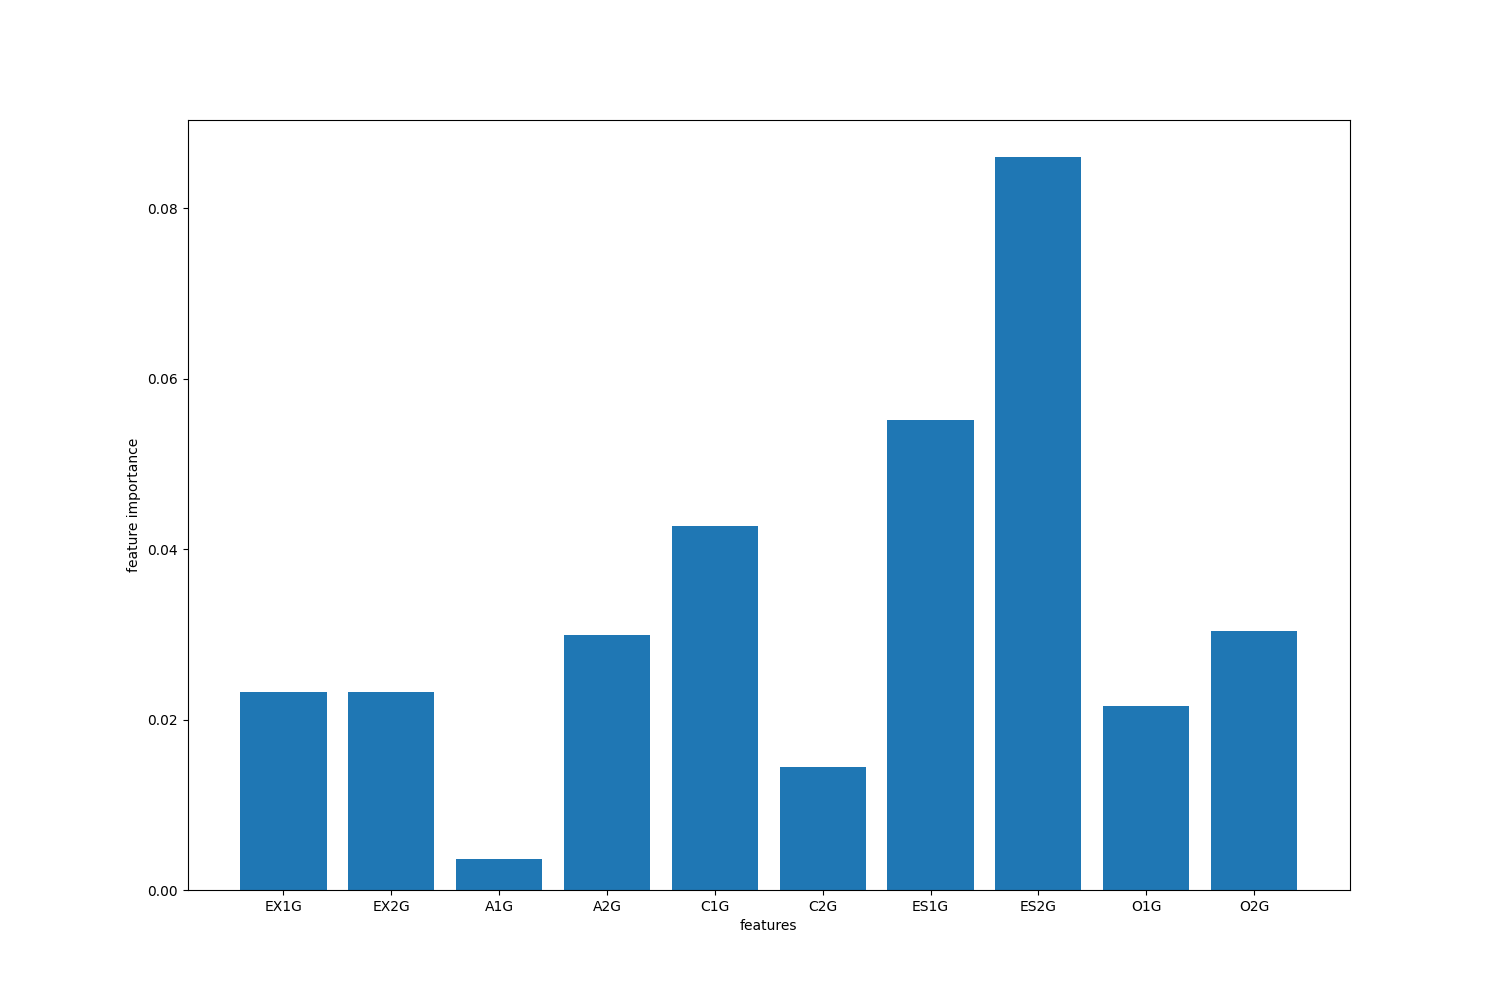 0.08
0.06
0.04
0.02
0.00
feature importance
EX1G EX2G A1G A2G C1G C2G ES1G ES2G O1G O2G
features